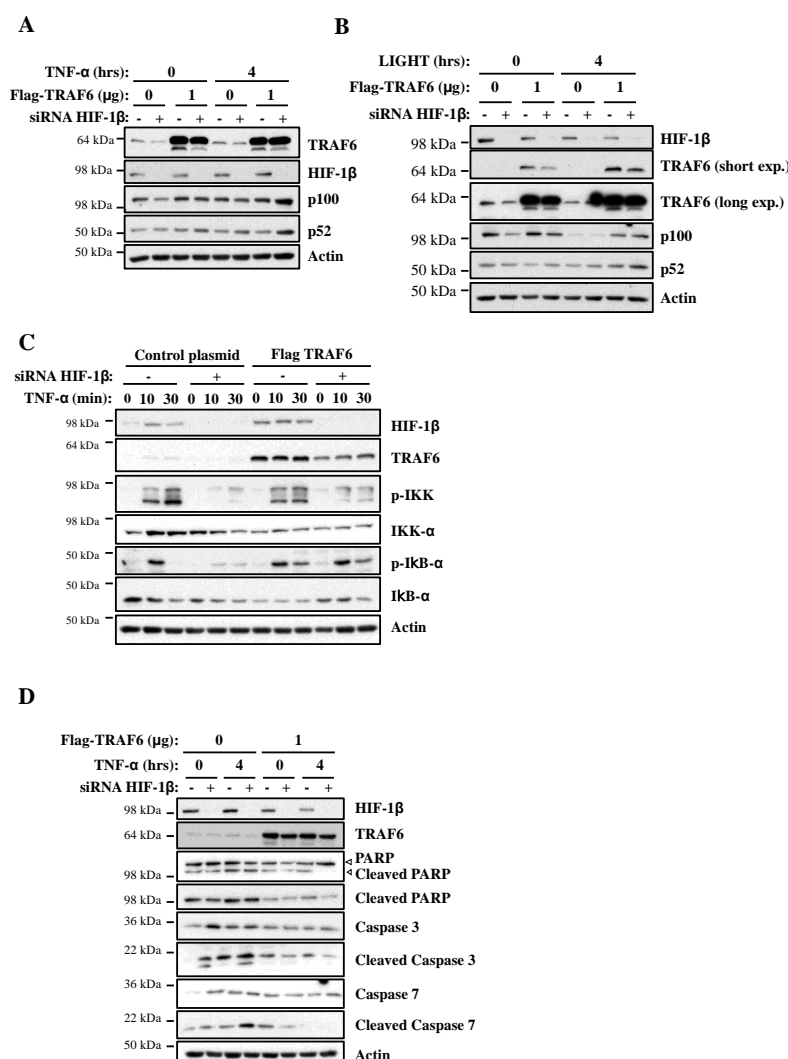 A
TNF-α (hrs): 0 4
Flag-TRAF6 (µg): 0 1 0 1
siRNA HIF-1β: - + - + - + - +
64 kDa TRAF6
98 kDa HIF-1β
98 kDa p100
50 kDa p52
50 kDa Actin
B
LIGHT (hrs): 0 4
Flag-TRAF6 (µg): 0 1 0 1
siRNA HIF-1β: - + - + - + - +
98 kDa HIF-1β
64 kDa TRAF6 (short exp.)
64 kDa TRAF6 (long exp.)
98 kDa p100
50 kDa p52
50 kDa Actin
C
Control plasmid Flag TRAF6
siRNA HIF-1β: - + - +
TNF-α (min): 0 10 30 0 10 30 0 10 30 0 10 30
98 kDa HIF-1β
64 kDa TRAF6
98 kDa p-IKK
98 kDa IKK-α
50 kDa p-IkB-α
50 kDa IkB-α
50 kDa Actin
D
Flag-TRAF6 (µg): 0 1
TNF-α (hrs): 0 4 0 4
siRNA HIF-1β: - + - + - + - +
98 kDa HIF-1β
64 kDa TRAF6
PARP
98 kDa Cleaved PARP
98 kDa Cleaved PARP
36 kDa Caspase 3
22 kDa Cleaved Caspase 3
36 kDa Caspase 7
22 kDa Cleaved Caspase 7
50 kDa Actin